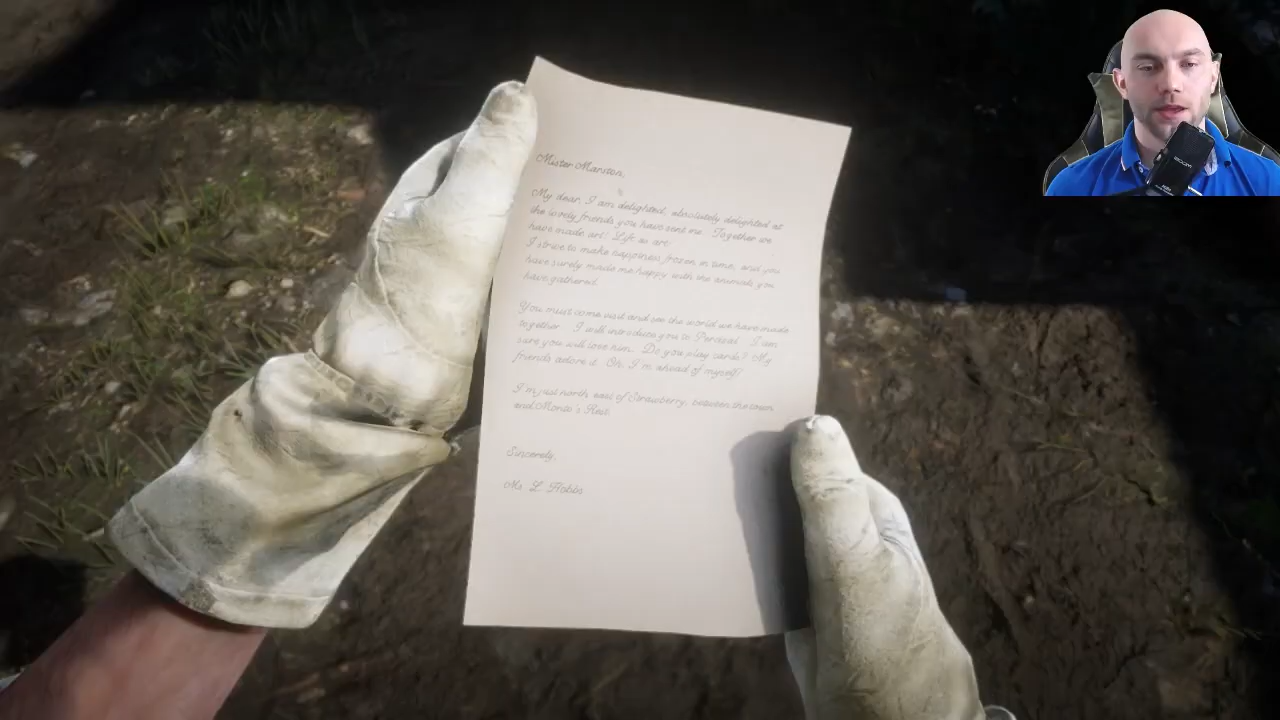 Mister Marston,
My dear, I am delighted, absolutely delighted at
the lovely friends you have sent me. Together we
have made art! Life as art!
I strive to make happiness frozen in time, and you
have surely made me happy with the animals you
have gathered.
You must come visit and see the world we have made
together. I will introduce you to Percival. I am
sure you will love him. Do you play cards? My
friends adore it. Oh, I'm ahead of myself!
I'm just north east of Strawberry, between the town
and Monto's Rest.
Sincerely,
Ms. L. Hobbs